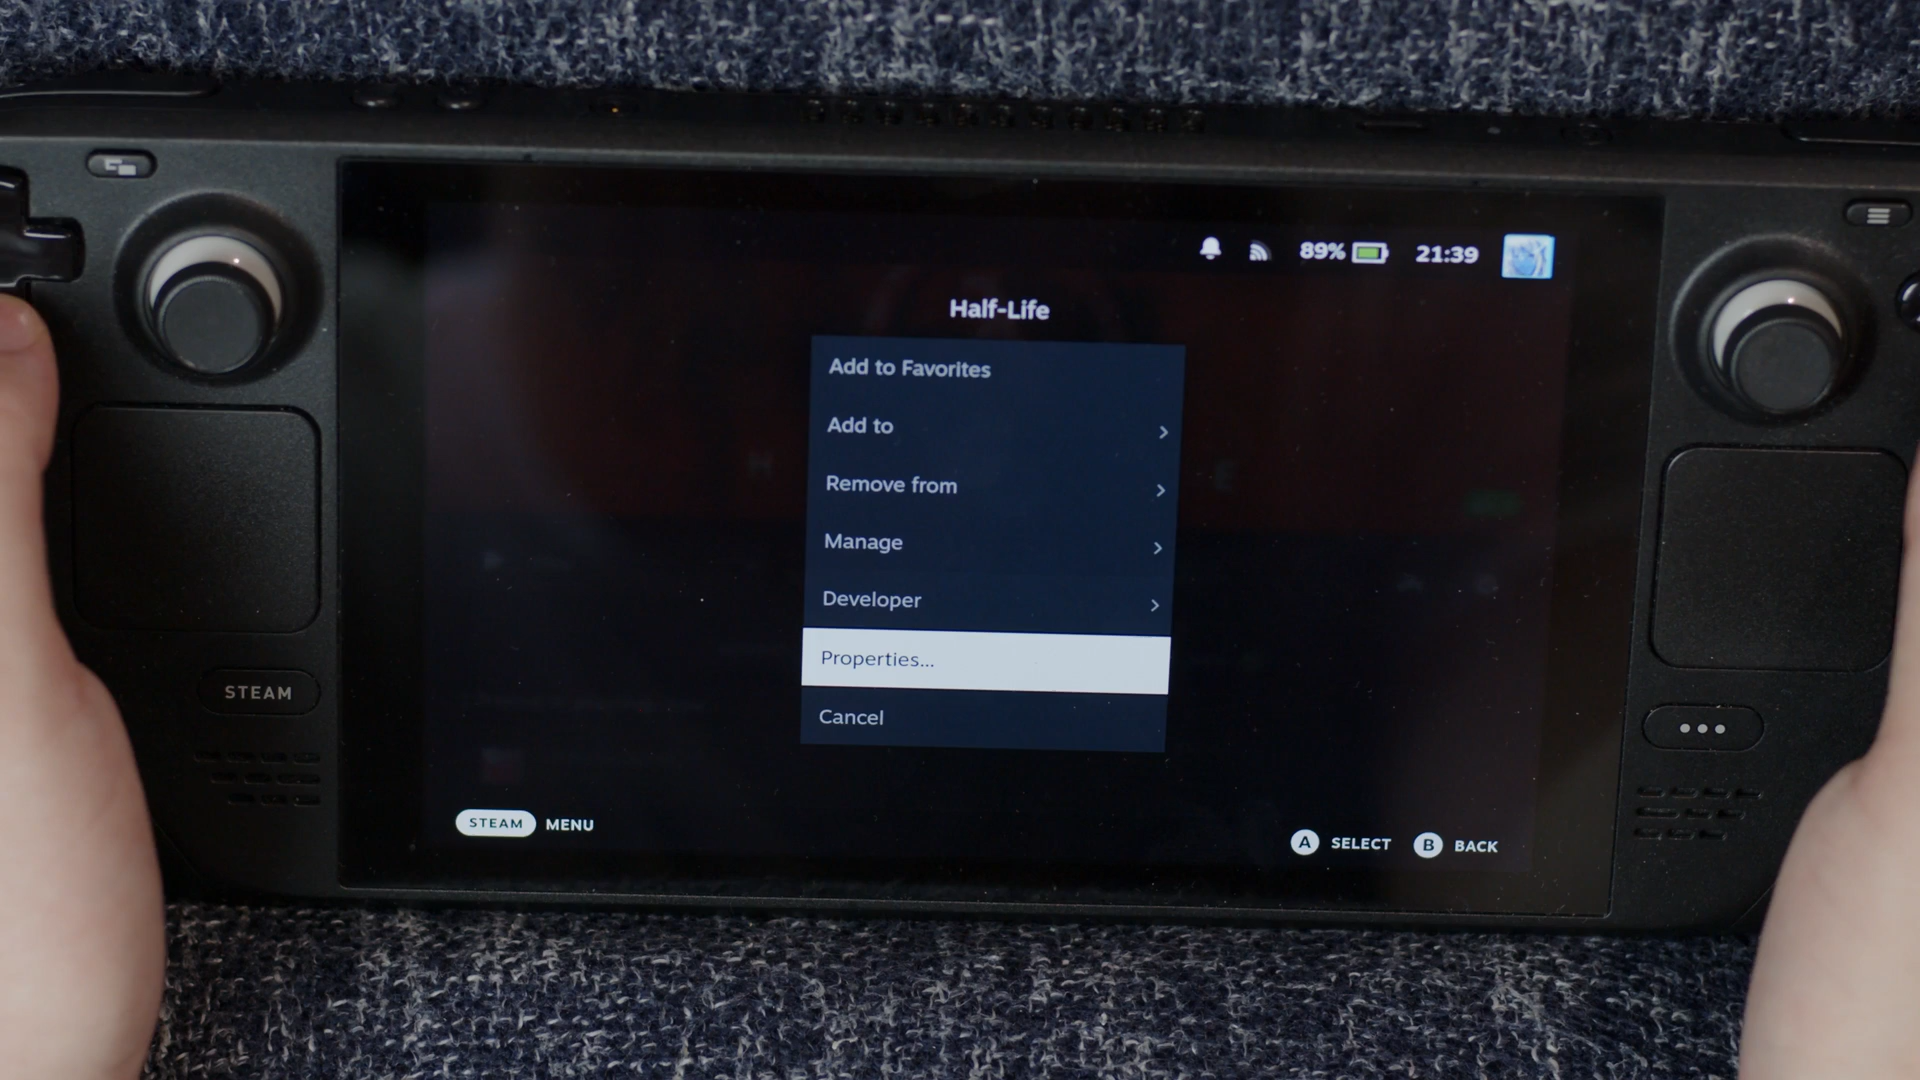 89% 21:39
Half-Life
Add to Favorites
Add to
Remove from
Manage
Developer
Properties...
Cancel
STEAM
STEAM MENU
A SELECT B BACK